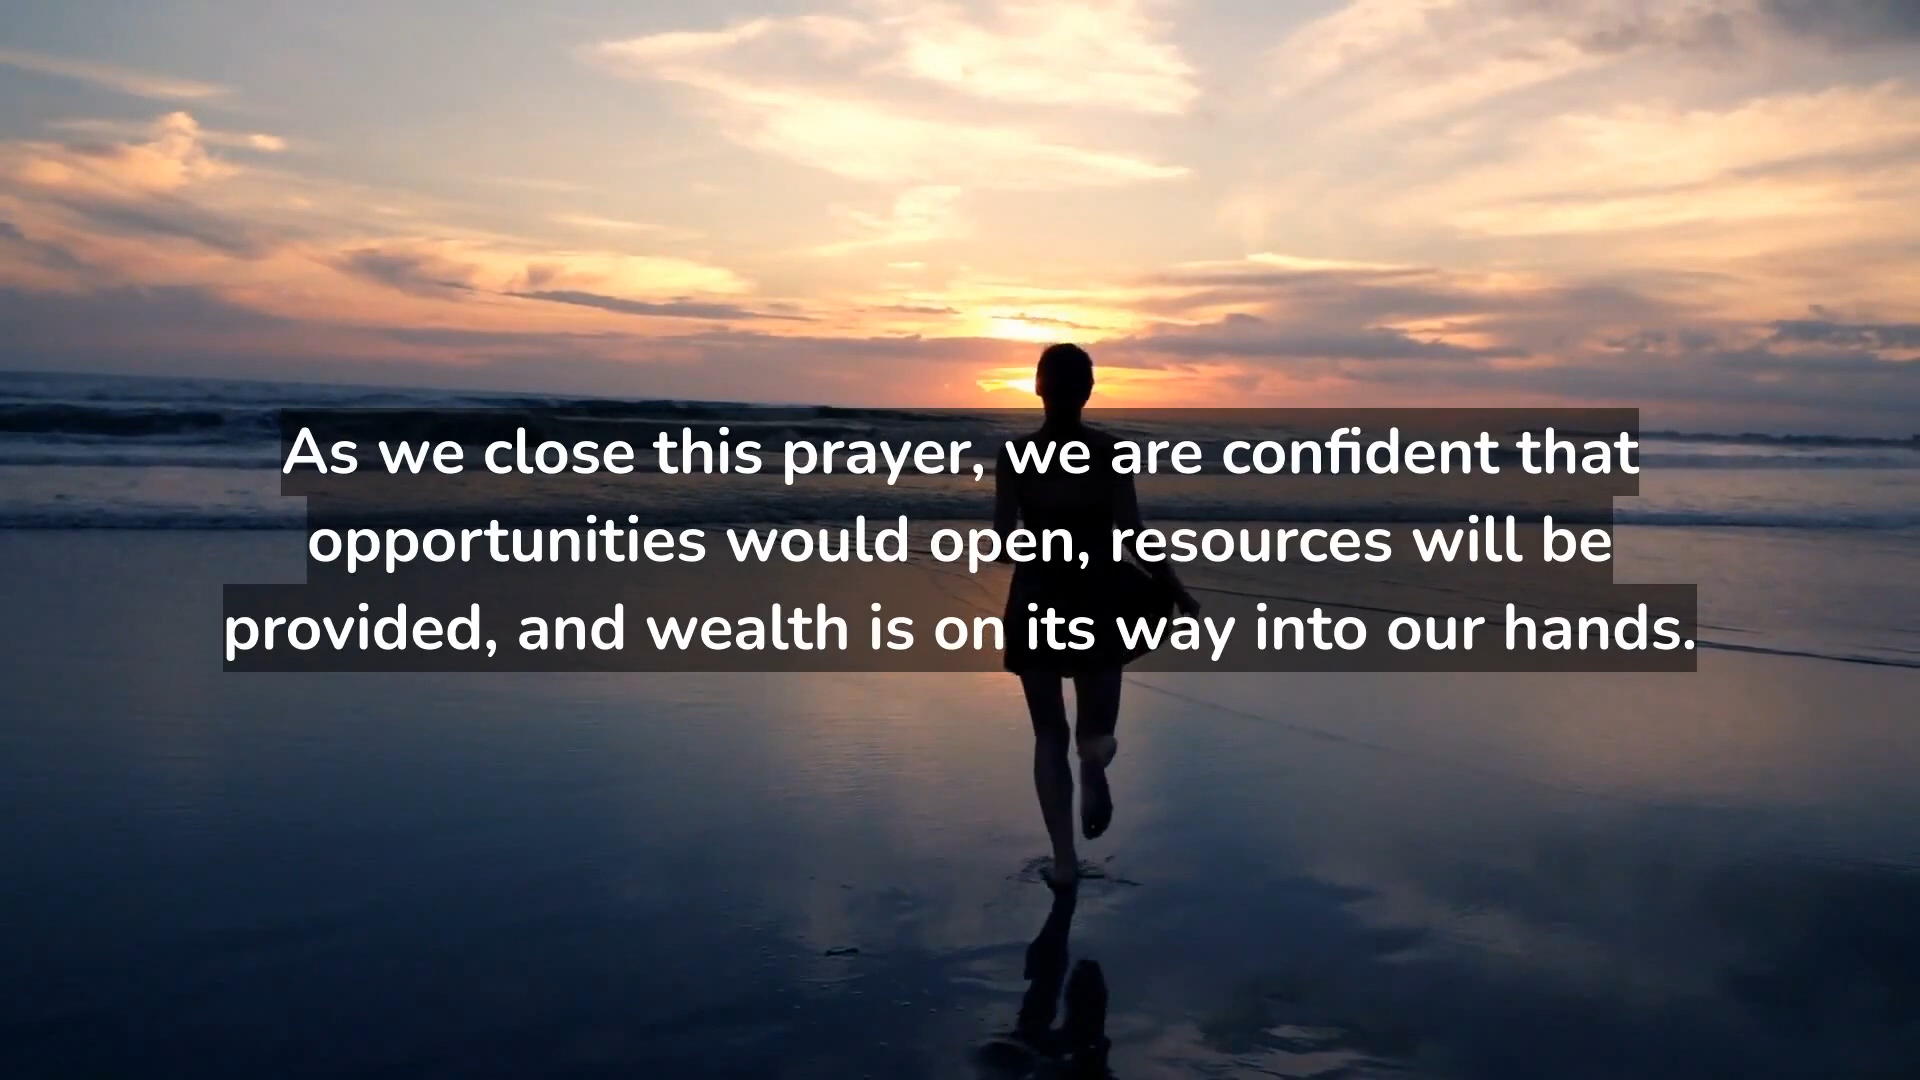 As we close this prayer, we are confident that
opportunities would open, resources will be
provided, and wealth is on its way into our hands.